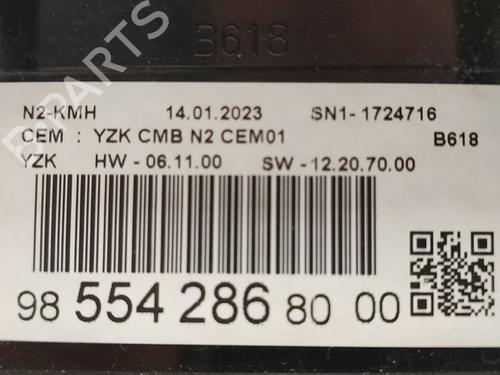 B618
N2-KMH 14.01.2023 SN1- 1724716
CEM : YZK CMB N2 CEM01 B618
YZK HW - 06.11.00 SW - 12.20.70.00
98 554 286 80 00
BPARTS